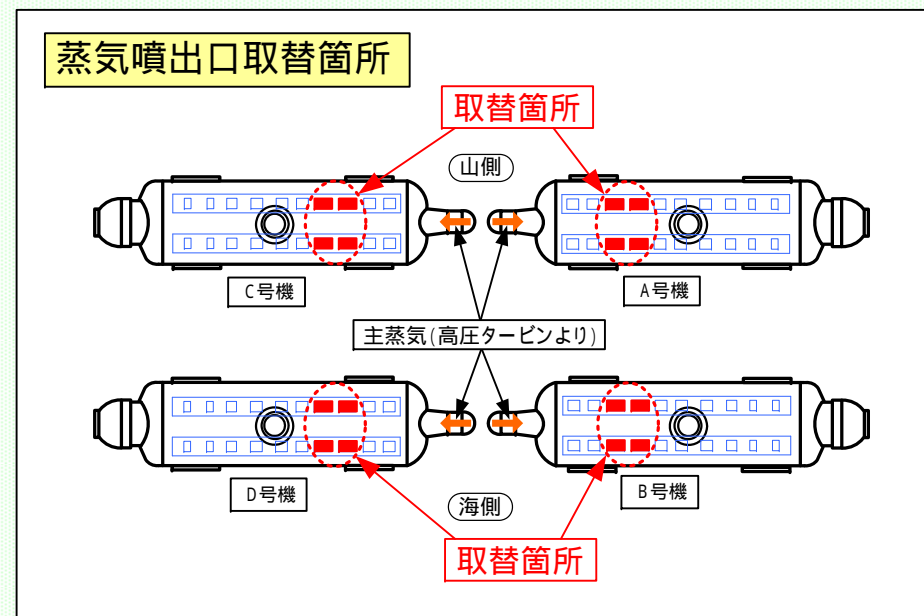 蒸気噴出口取替箇所
取替箇所
山側
C号機
A号機
主蒸気(高圧タービンより)
D号機
B号機
海側
取替箇所